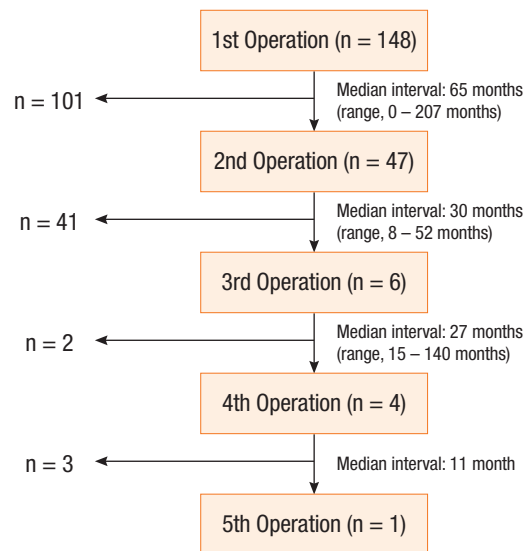 1st Operation (n = 148)
Median interval: 65 months
(range, 0 – 207 months)
n = 101
2nd Operation (n = 47)
Median interval: 30 months
(range, 8 – 52 months)
n = 41
3rd Operation (n = 6)
Median interval: 27 months
(range, 15 – 140 months)
n = 2
4th Operation (n = 4)
n = 3
Median interval: 11 month
5th Operation (n = 1)